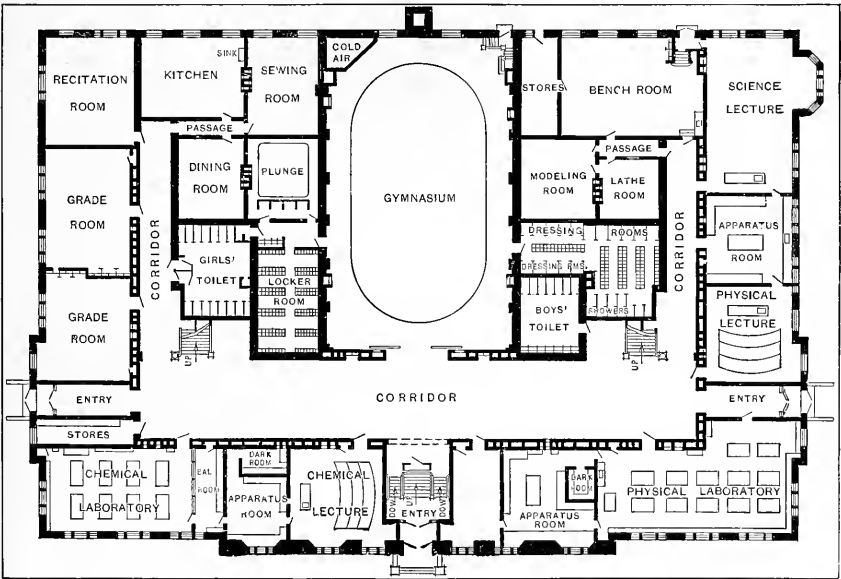 COLD
AIR
SINK
RECITATION
ROOM
KITCHEN
SEWING
ROOM
STORES
BENCH ROOM
SCIENCE
LECTURE
PASSAGE
DINING
ROOM
PLUNGE
GYMNASIUM
MODELING
ROOM
PASSAGE
LATHE
ROOM
GRADE
ROOM
CORRIDOR
GIRLS'
TOILET
LOCKER
ROOM
DRESSING
ROOMS
DRESSING RMS.
SHOWERS
BOYS'
TOILET
CORRIDOR
APPARATUS
ROOM
PHYSICAL
LECTURE
GRADE
ROOM
UP
UP
CORRIDOR
ENTRY
ENTRY
STORES
CHEMICAL
LABORATORY
BAL
ROOM
DARK
ROOM
APPARATUS
ROOM
CHEMICAL
LECTURE
DOWN
UP
DOWN
ENTRY
DARK
ROOM
APPARATUS
ROOM
PHYSICAL LABORATORY